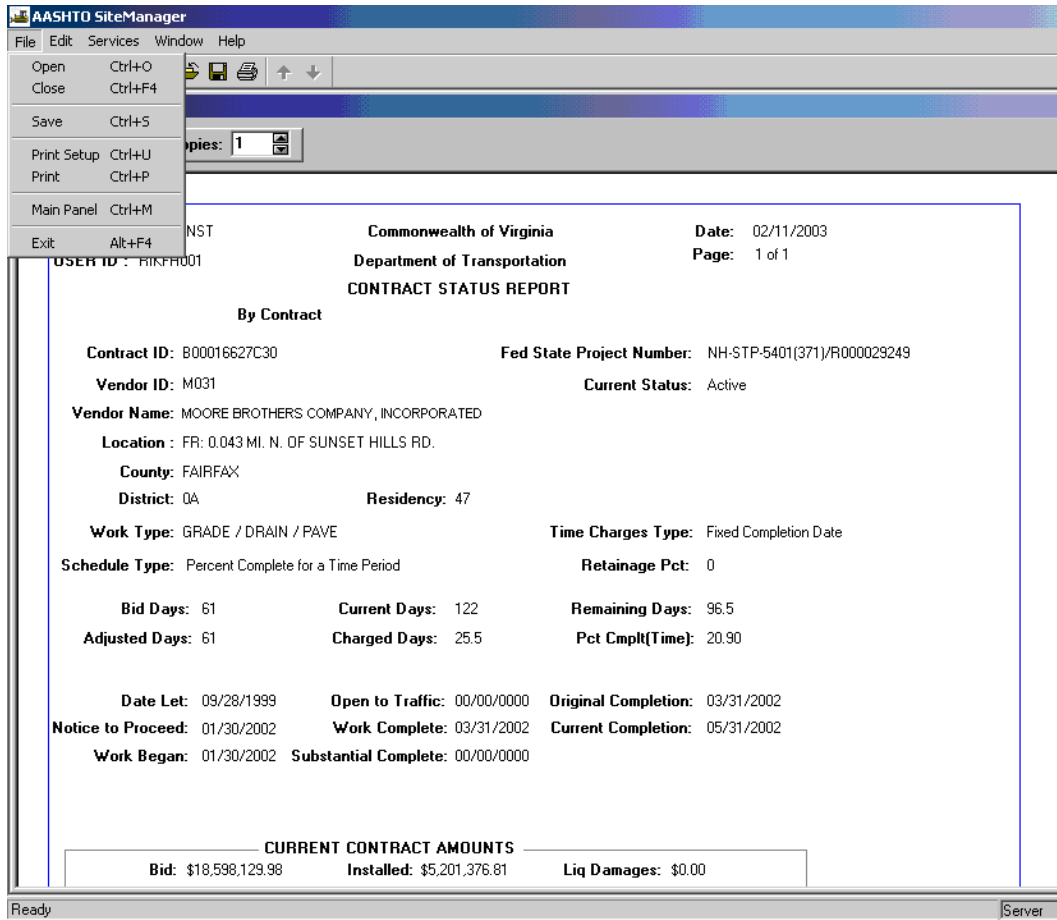 AASHTO SiteManager
File Edit Services Window Help
Open Ctrl+O
Close Ctrl+F4
Save Ctrl+S
Print Setup Ctrl+U
Print Ctrl+P
Main Panel Ctrl+M
Exit Alt+F4
opies: 1
NST Commonwealth of Virginia Date: 02/11/2003
USER ID : RIKFH001 Department of Transportation Page: 1 of 1
CONTRACT STATUS REPORT
By Contract
Contract ID: B00016627C30 Fed State Project Number: NH-STP-5401(371)/R000029249
Vendor ID: M031 Current Status: Active
Vendor Name: MOORE BROTHERS COMPANY, INCORPORATED
Location : FR: 0.043 MI. N. OF SUNSET HILLS RD.
County: FAIRFAX
District: 0A Residency: 47
Work Type: GRADE / DRAIN / PAVE Time Charges Type: Fixed Completion Date
Schedule Type: Percent Complete for a Time Period Retainage Pct: 0
Bid Days: 61 Current Days: 122 Remaining Days: 96.5
Adjusted Days: 61 Charged Days: 25.5 Pct Cmplt(Time): 20.90
Date Let: 09/28/1999 Open to Traffic: 00/00/0000 Original Completion: 03/31/2002
Notice to Proceed: 01/30/2002 Work Complete: 03/31/2002 Current Completion: 05/31/2002
Work Began: 01/30/2002 Substantial Complete: 00/00/0000
CURRENT CONTRACT AMOUNTS
Bid: $18,598,129.98 Installed: $5,201,376.81 Liq Damages: $0.00
Ready Server